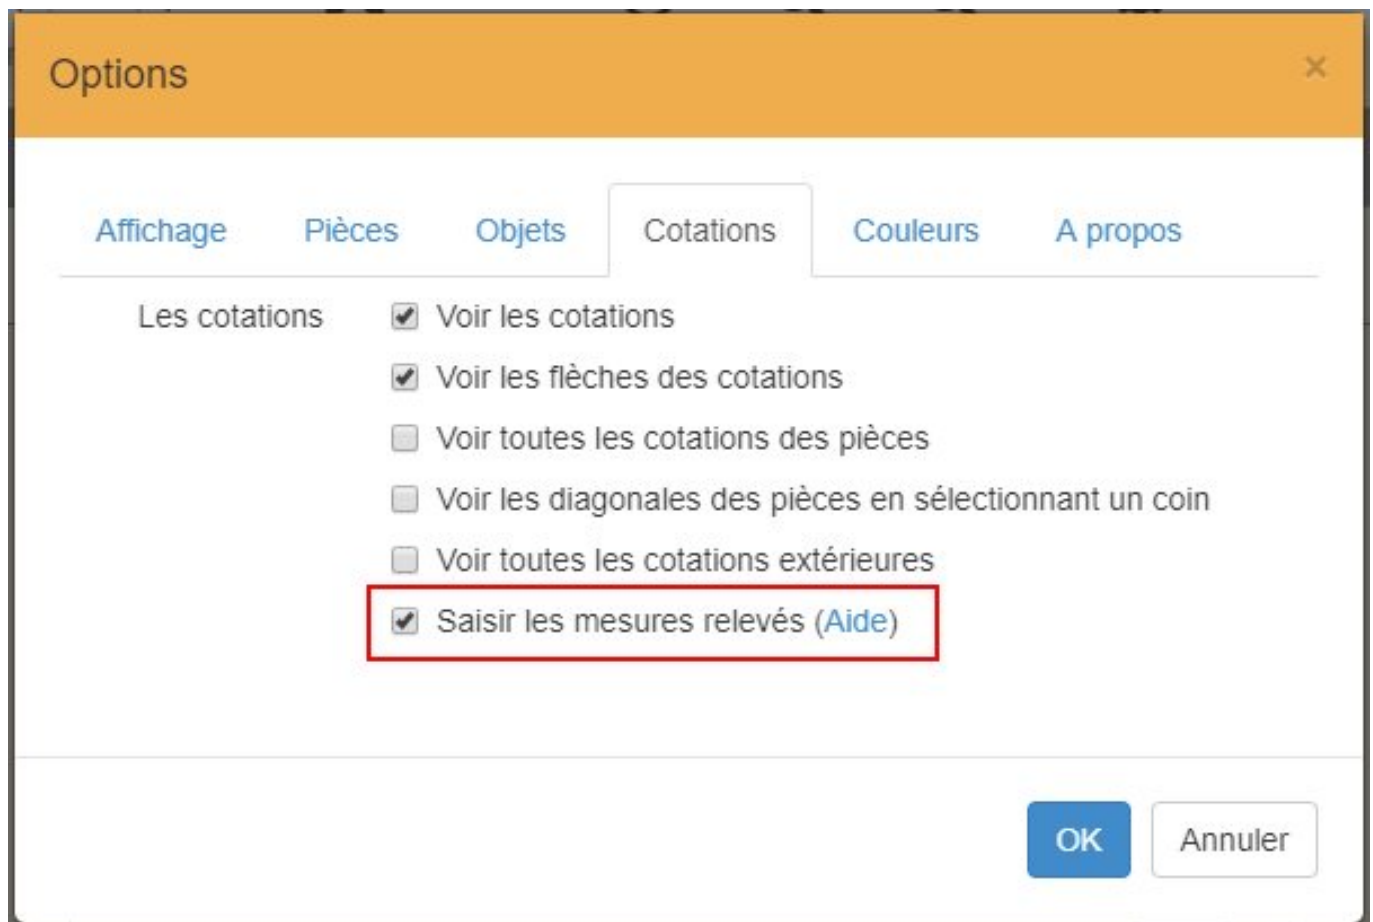 Options ×
Affichage Pièces Objets Cotations Couleurs A propos
Les cotations Voir les cotations
Voir les flèches des cotations
Voir toutes les cotations des pièces
Voir les diagonales des pièces en sélectionnant un coin
Voir toutes les cotations extérieures
Saisir les mesures relevés (Aide)
OK Annuler